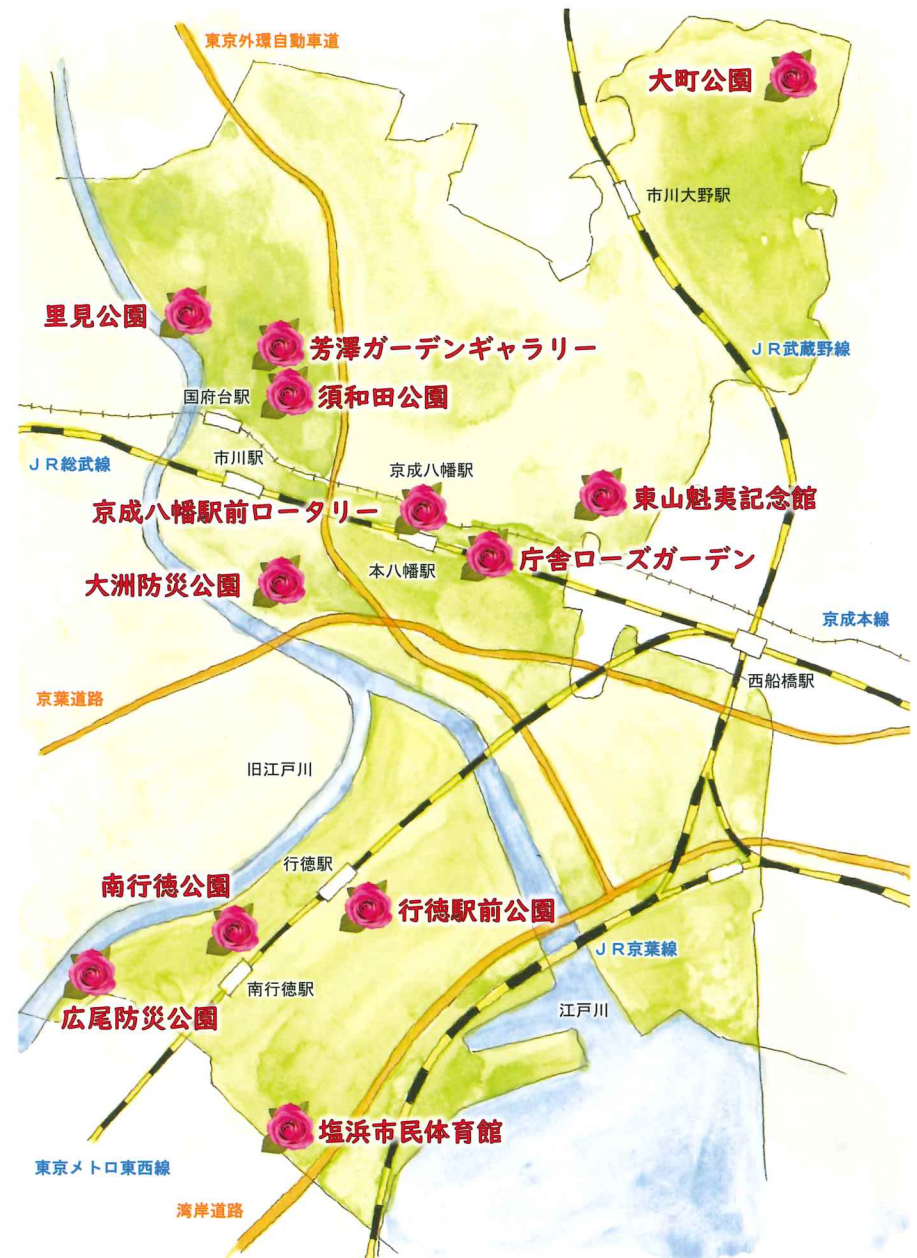 東京外環自動車道
大町公園
市川大野駅
里見公園
芳澤ガーデンギャラリー
JR武蔵野線
国府台駅
須和田公園
市川駅
京成八幡駅
JR総武線
京成八幡駅前ロータリー
東山魁夷記念館
庁舎ローズガーデン
本八幡駅
大洲防災公園
京成本線
西船橋駅
京葉道路
旧江戸川
行徳駅
南行徳公園
行徳駅前公園
JR京葉線
南行徳駅
江戸川
広尾防災公園
塩浜市民体育館
東京メトロ東西線
湾岸道路